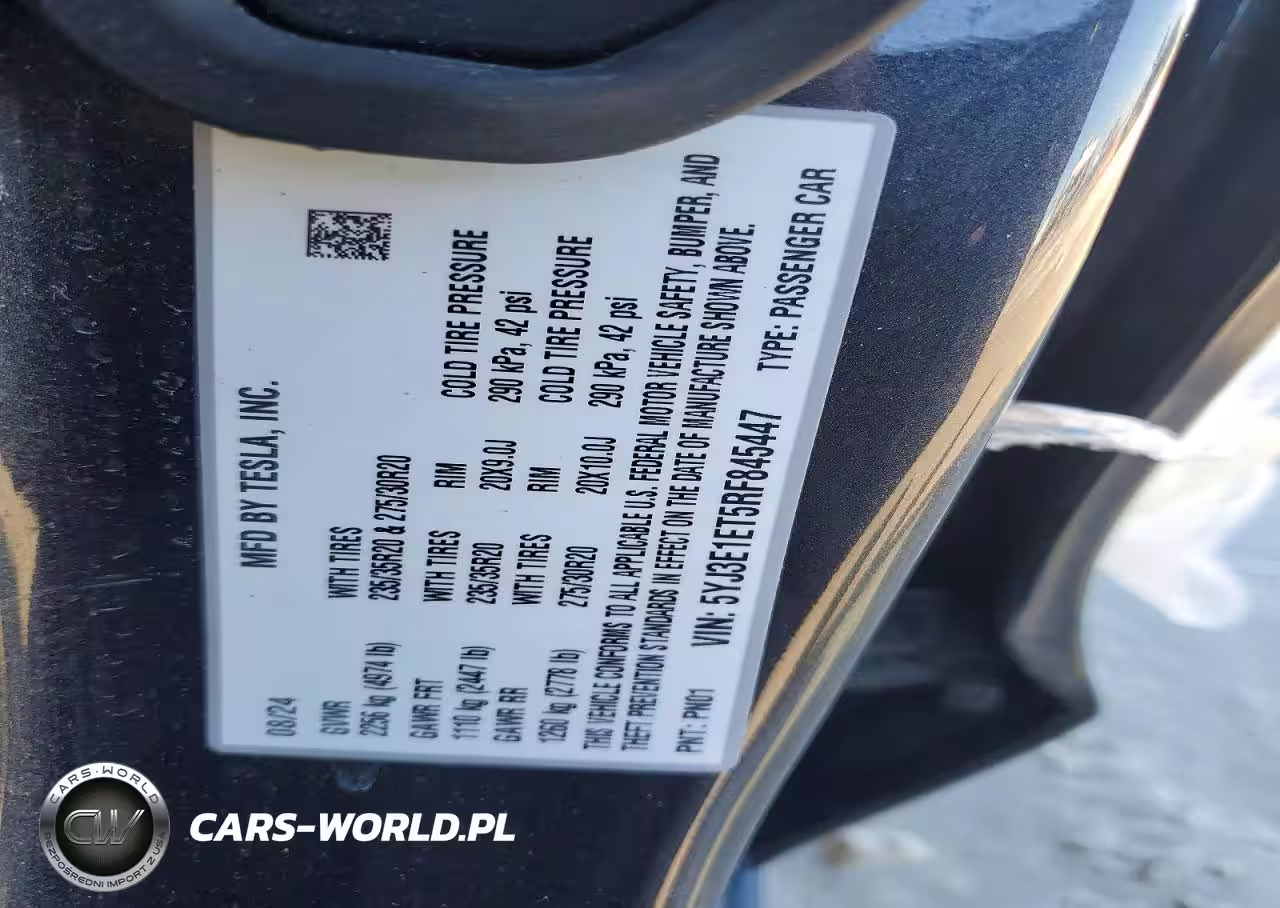 MFD BY TESLA, INC.
08/24
GVWR WITH TIRES
2256 kg (4974 lb) 235/35R20 & 275/30R20
GAWR FRT WITH TIRES RIM COLD TIRE PRESSURE
1110 kg (2447 lb) 235/35R20 20X9.0J 290 kPa, 42 psi
GAWR RR WITH TIRES RIM COLD TIRE PRESSURE
1260 kg (2778 lb) 275/30R20 20X10.0J 290 kPa, 42 psi
THIS VEHICLE CONFORMS TO ALL APPLICABLE U.S. FEDERAL MOTOR VEHICLE SAFETY, BUMPER, AND
THEFT PREVENTION STANDARDS IN EFFECT ON THE DATE OF MANUFACTURE SHOWN ABOVE.
PNT: PN01 VIN: 5YJ3E1ET5RF845447 TYPE: PASSENGER CAR
CARS-WORLD
CW
BEZPOŚREDNI IMPORT Z USA
CARS-WORLD.PL